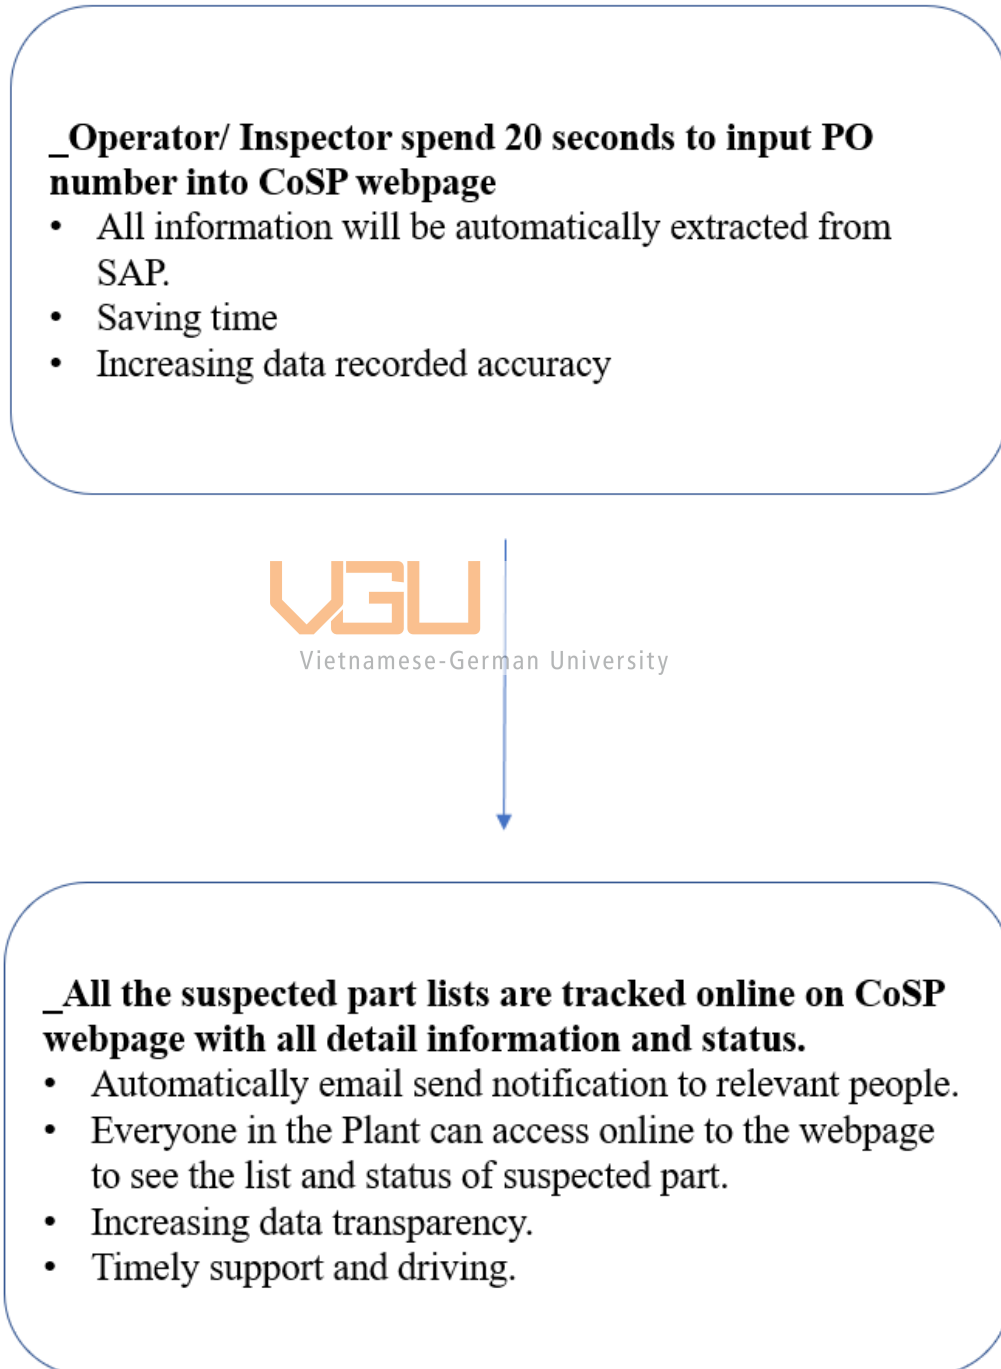 _Operator/ Inspector spend 20 seconds to input PO
number into CoSP webpage
• All information will be automatically extracted from
SAP.
• Saving time
• Increasing data recorded accuracy
VGU
Vietnamese-German University
_All the suspected part lists are tracked online on CoSP
webpage with all detail information and status.
• Automatically email send notification to relevant people.
• Everyone in the Plant can access online to the webpage
to see the list and status of suspected part.
• Increasing data transparency.
• Timely support and driving.